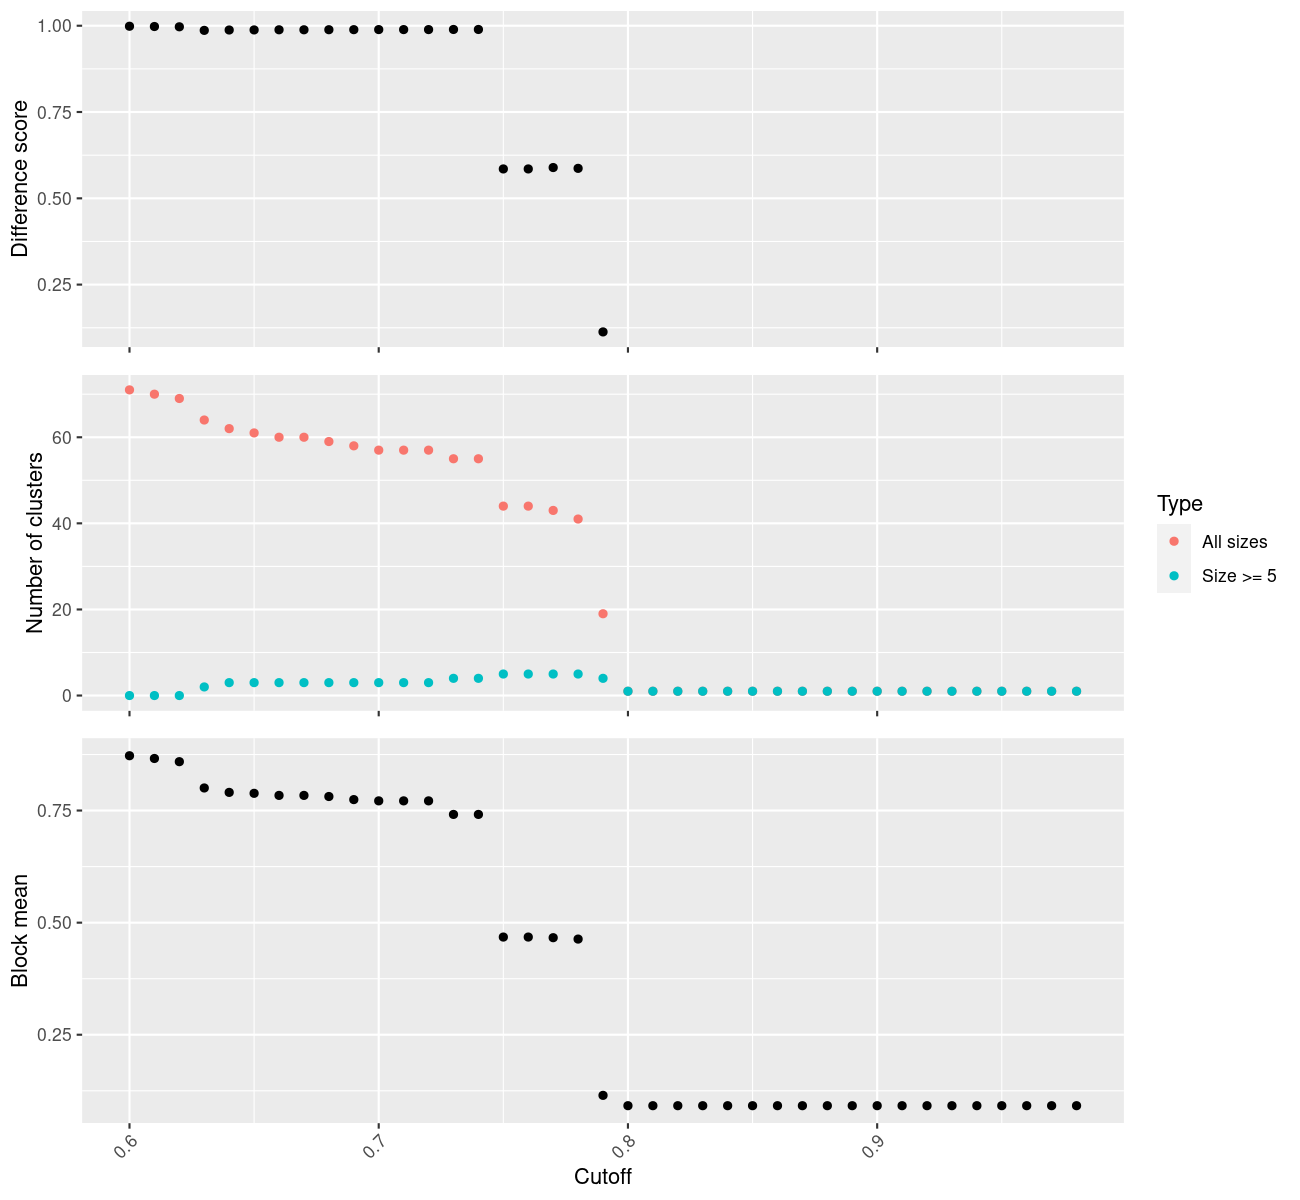 Difference score
1.00
0.75
0.50
0.25
Number of clusters
60
40
20
0
Type
All sizes
Size >= 5
Block mean
0.75
0.50
0.25
0.6
0.7
0.8
0.9
Cutoff